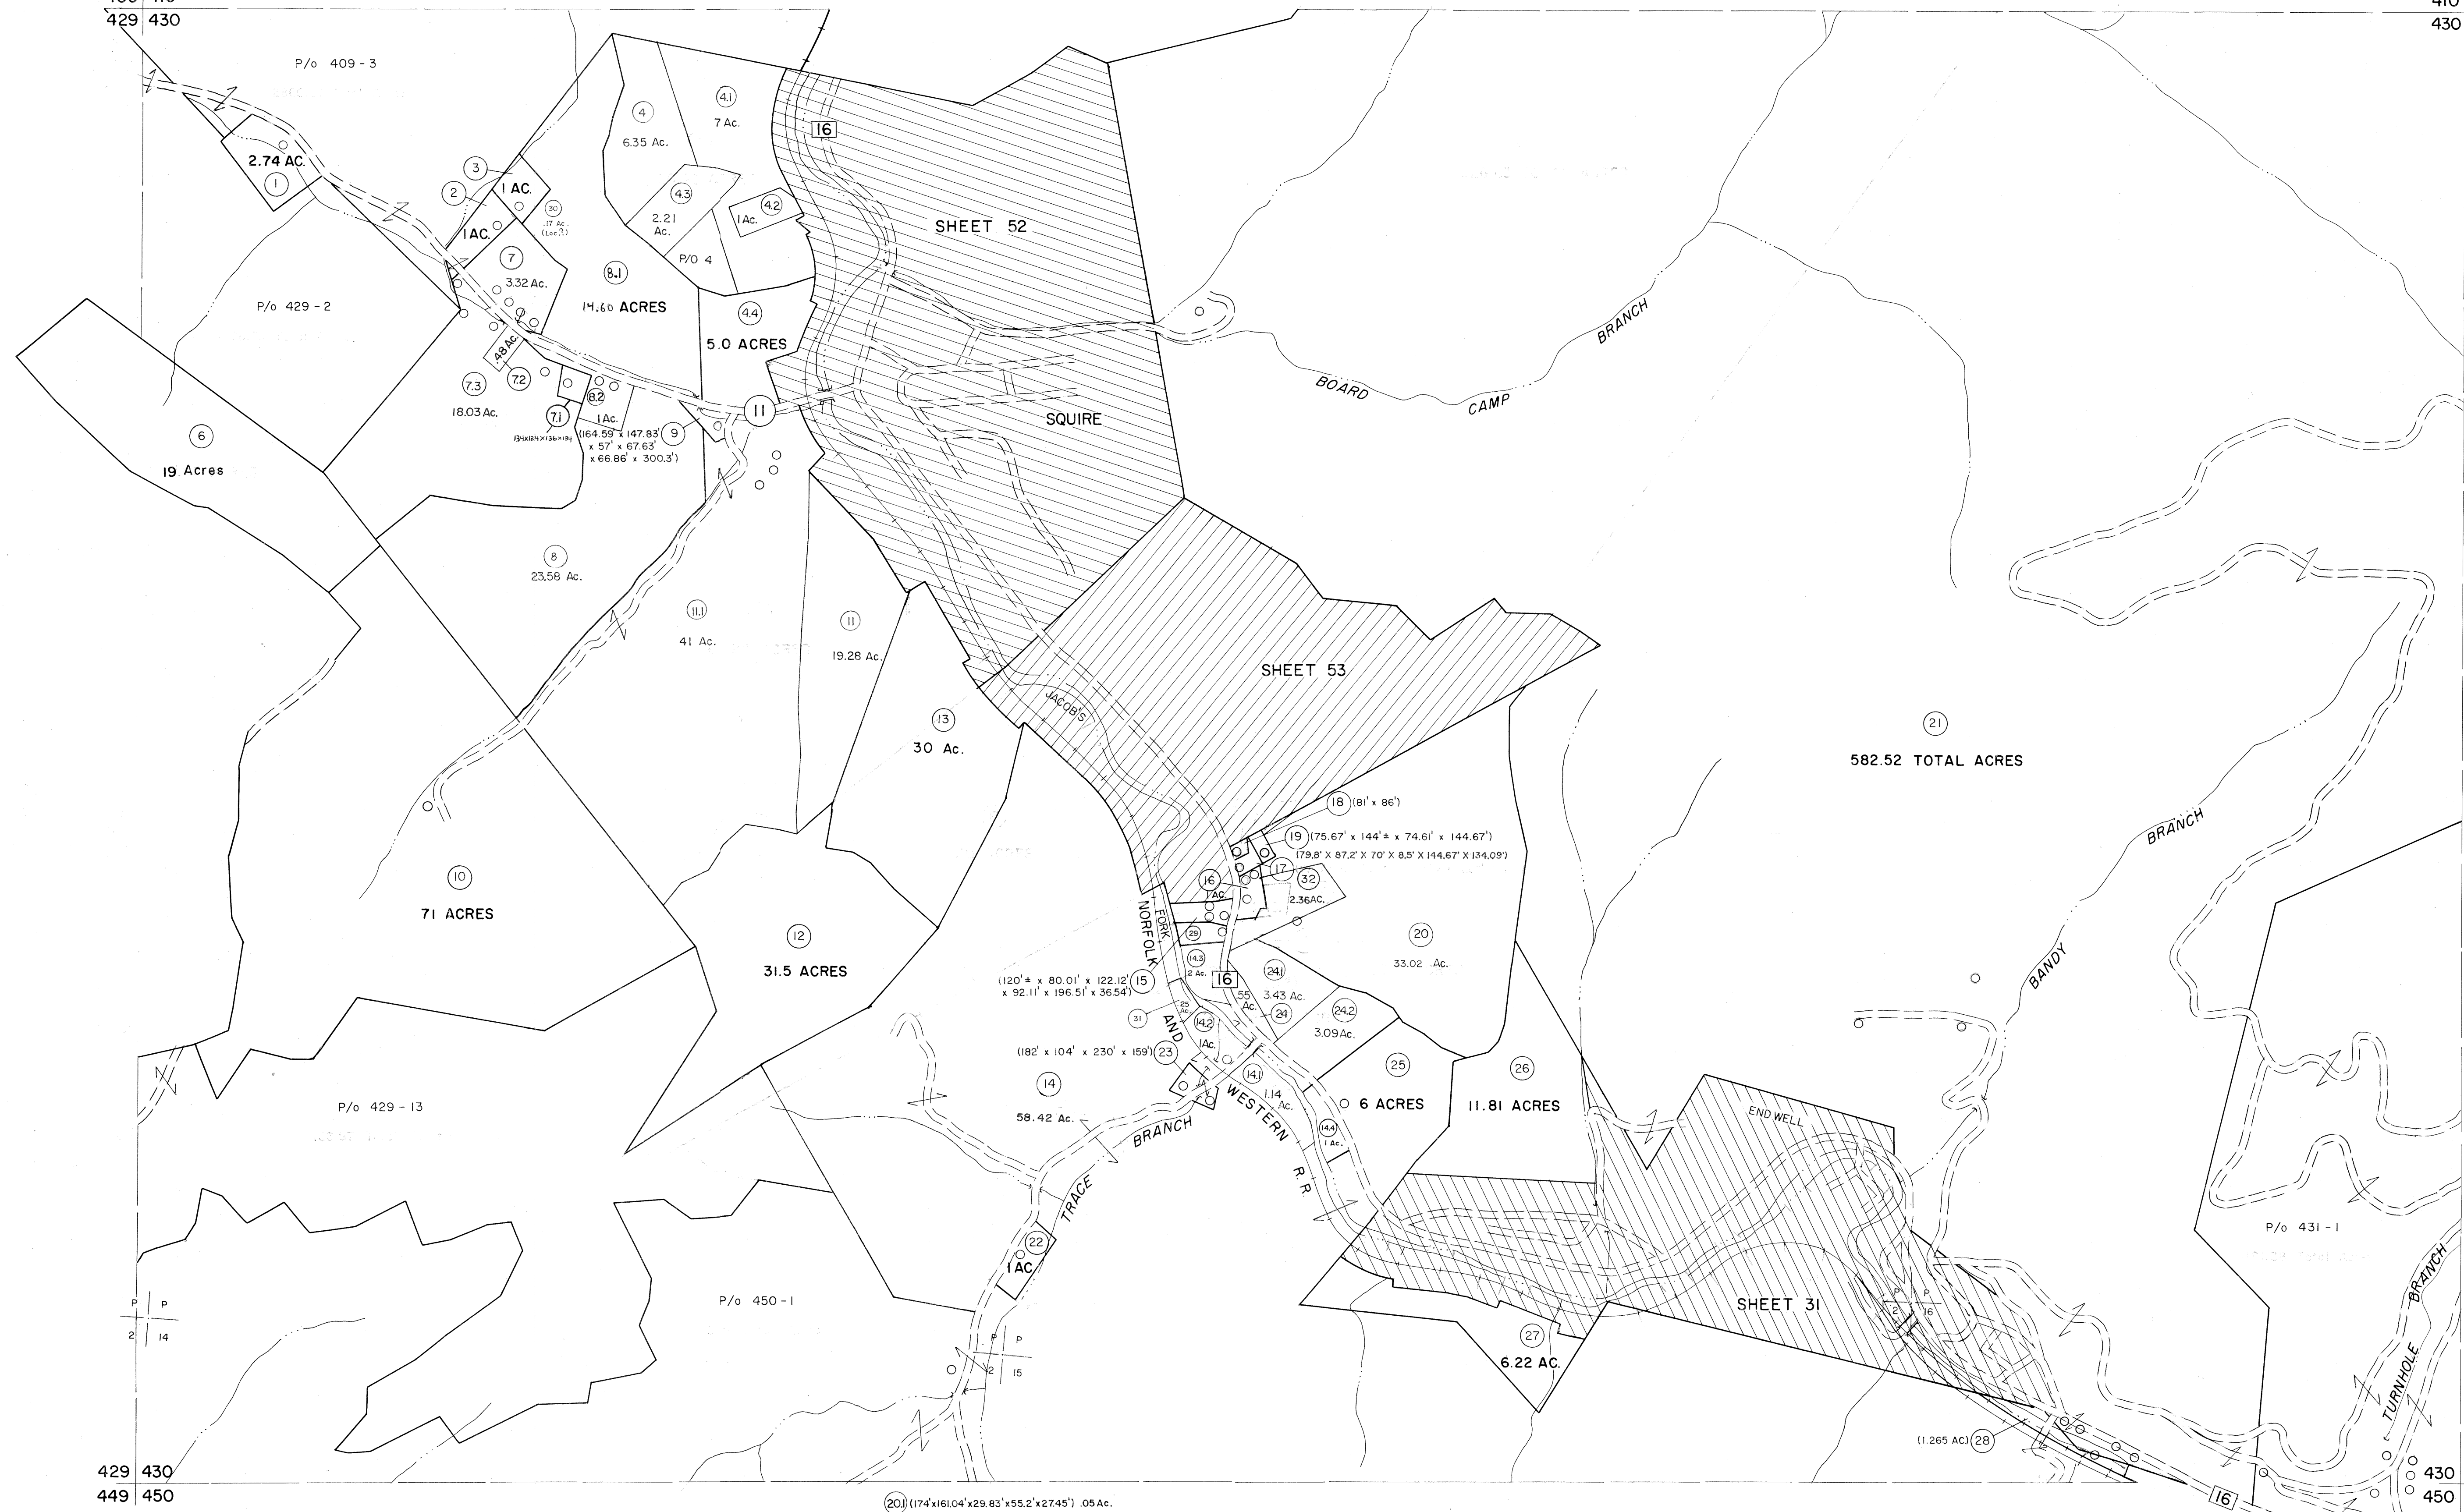 429 430
410
430
P/o 409-3
2.74 AC.
1
3
2
1 AC.
1 AC.
30
.17 Ac.
4
6.35 Ac.
4.1
7 Ac.
4.3
2.21
Ac.
4.2
1 Ac.
P/O 4
16
SHEET 52
7
3.32 Ac.
8.1
14.60 ACRES
4.4
5.0 ACRES
P/o 429-2
.48 Ac.
7.2
7.3
18.03 Ac.
7.1
134x124x136x134
8.2
1 Ac.
(164.59' x 147.83'
x 57' x 67.63'
x 66.86' x 300.3')
9
11
6
19 Acres
SQUIRE
BOARD
CAMP
BRANCH
8
23.58 Ac.
11.1
41 Ac.
11
19.28 Ac.
13
30 Ac.
SHEET 53
JACOB'S
21
582.52 TOTAL ACRES
BANDY
BRANCH
18 (81' x 86')
19 (75.67' x 144'± x 74.61' x 144.67')
(79.8' X 87.2' X 70' X 8.5' X 144.67' X 134.09')
17
16
1 AC.
32
2.36 AC.
10
71 ACRES
12
31.5 ACRES
NORFOLK
FORK
29
14.3
2 Ac.
16
20
33.02 Ac.
(120'± x 80.01' x 122.12'
x 92.11' x 196.51' x 36.54')
15
24.1
3.43 Ac.
.55
Ac.
24
24.2
3.09 Ac.
31
.25
Ac.
AND
14.2
1 Ac.
(182' x 104' x 230' x 159') 23
14
58.42 Ac.
14.1
1.14
Ac.
WESTERN
R. R.
25
6 ACRES
26
11.81 ACRES
14.4
1 Ac.
P/o 429-13
TRACE
BRANCH
ENDWELL
22
1 AC.
P/o 431-1
P/o 450-1
P P
2 14
P P
2 15
P P
2 16
SHEET 31
27
6.22 AC.
TURNHOLE
BRANCH
(1.265 AC) 28
429 430
449 450
430
450
16
20.1 (174'x161.04'x29.83'x55.2'x27.45') .05 Ac.